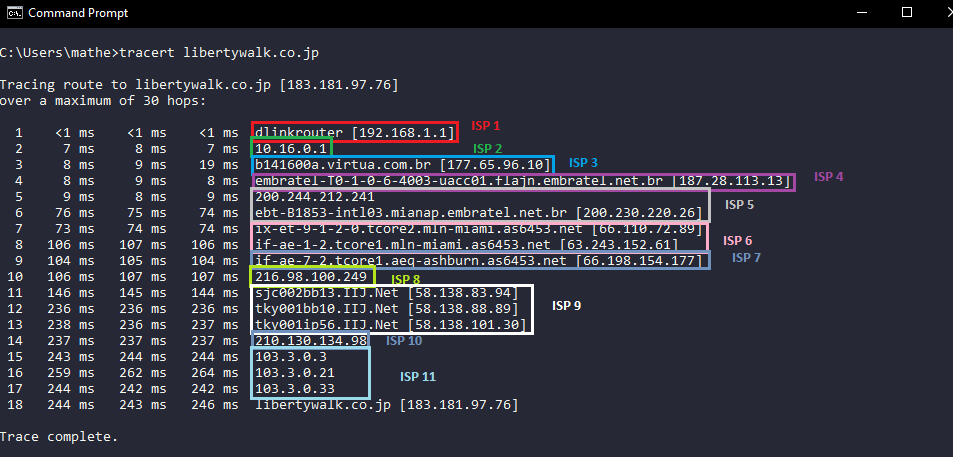 Command Prompt
C:\Users\mathe>tracert libertywalk.co.jp
Tracing route to libertywalk.co.jp [183.181.97.76]
over a maximum of 30 hops:
1 <1 ms <1 ms <1 ms dlinkrouter [192.168.1.1] ISP 1
2 7 ms 8 ms 7 ms 10.16.0.1 ISP 2
3 8 ms 9 ms 19 ms b141600a.virtua.com.br [177.65.96.10] ISP 3
4 8 ms 9 ms 8 ms embratel-T0-1-0-6-4003-uacc01.flajn.embratel.net.br [187.28.113.13] ISP 4
5 9 ms 9 ms 8 ms 200.244.212.241
6 76 ms 75 ms 74 ms ebt-B1853-intl03.mianap.embratel.net.br [200.230.220.26] ISP 5
7 73 ms 74 ms 74 ms ix-et-9-1-2-0.tcore2.mln-miami.as6453.net [66.110.72.89]
8 106 ms 107 ms 106 ms if-ae-1-2.tcore1.mln-miami.as6453.net [63.243.152.61] ISP 6
9 104 ms 105 ms 104 ms if-ae-7-2.tcore1.aeq-ashburn.as6453.net [66.198.154.177] ISP 7
10 106 ms 107 ms 107 ms 216.98.100.249 ISP 8
11 146 ms 145 ms 144 ms sjc002bb13.IIJ.Net [58.138.83.94]
12 236 ms 236 ms 236 ms tky001bb10.IIJ.Net [58.138.88.89] ISP 9
13 238 ms 236 ms 237 ms tky001ip56.IIJ.Net [58.138.101.30]
14 237 ms 237 ms 237 ms 210.130.134.98 ISP 10
15 243 ms 244 ms 244 ms 103.3.0.3
16 259 ms 262 ms 264 ms 103.3.0.21 ISP 11
17 244 ms 242 ms 242 ms 103.3.0.33
18 244 ms 243 ms 246 ms libertywalk.co.jp [183.181.97.76]
Trace complete.